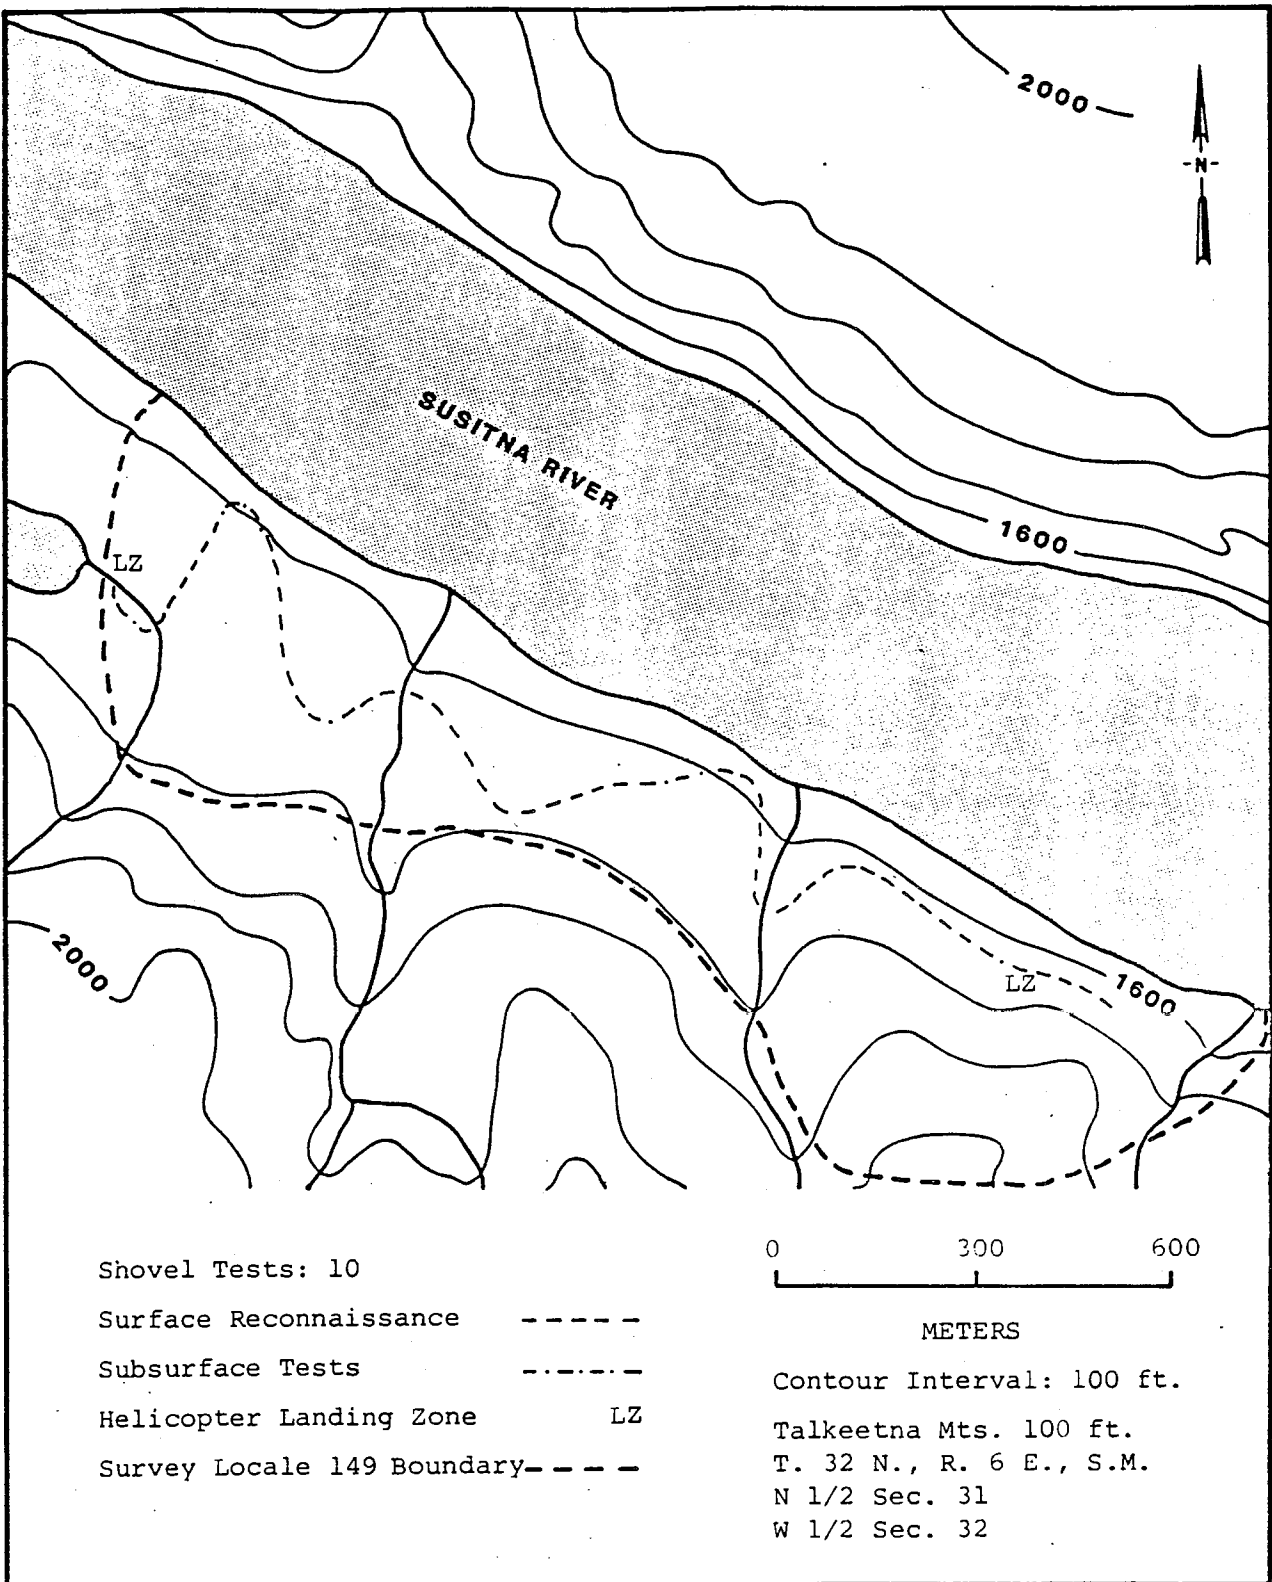 2000
-N-
SUSITNA RIVER
1600
LZ
2000
LZ
1600
Shovel Tests: 10
Surface Reconnaissance
Subsurface Tests
Helicopter Landing Zone LZ
Survey Locale 149 Boundary
0 300 600
METERS
Contour Interval: 100 ft.
Talkeetna Mts. 100 ft.
T. 32 N., R. 6 E., S.M.
N 1/2 Sec. 31
W 1/2 Sec. 32